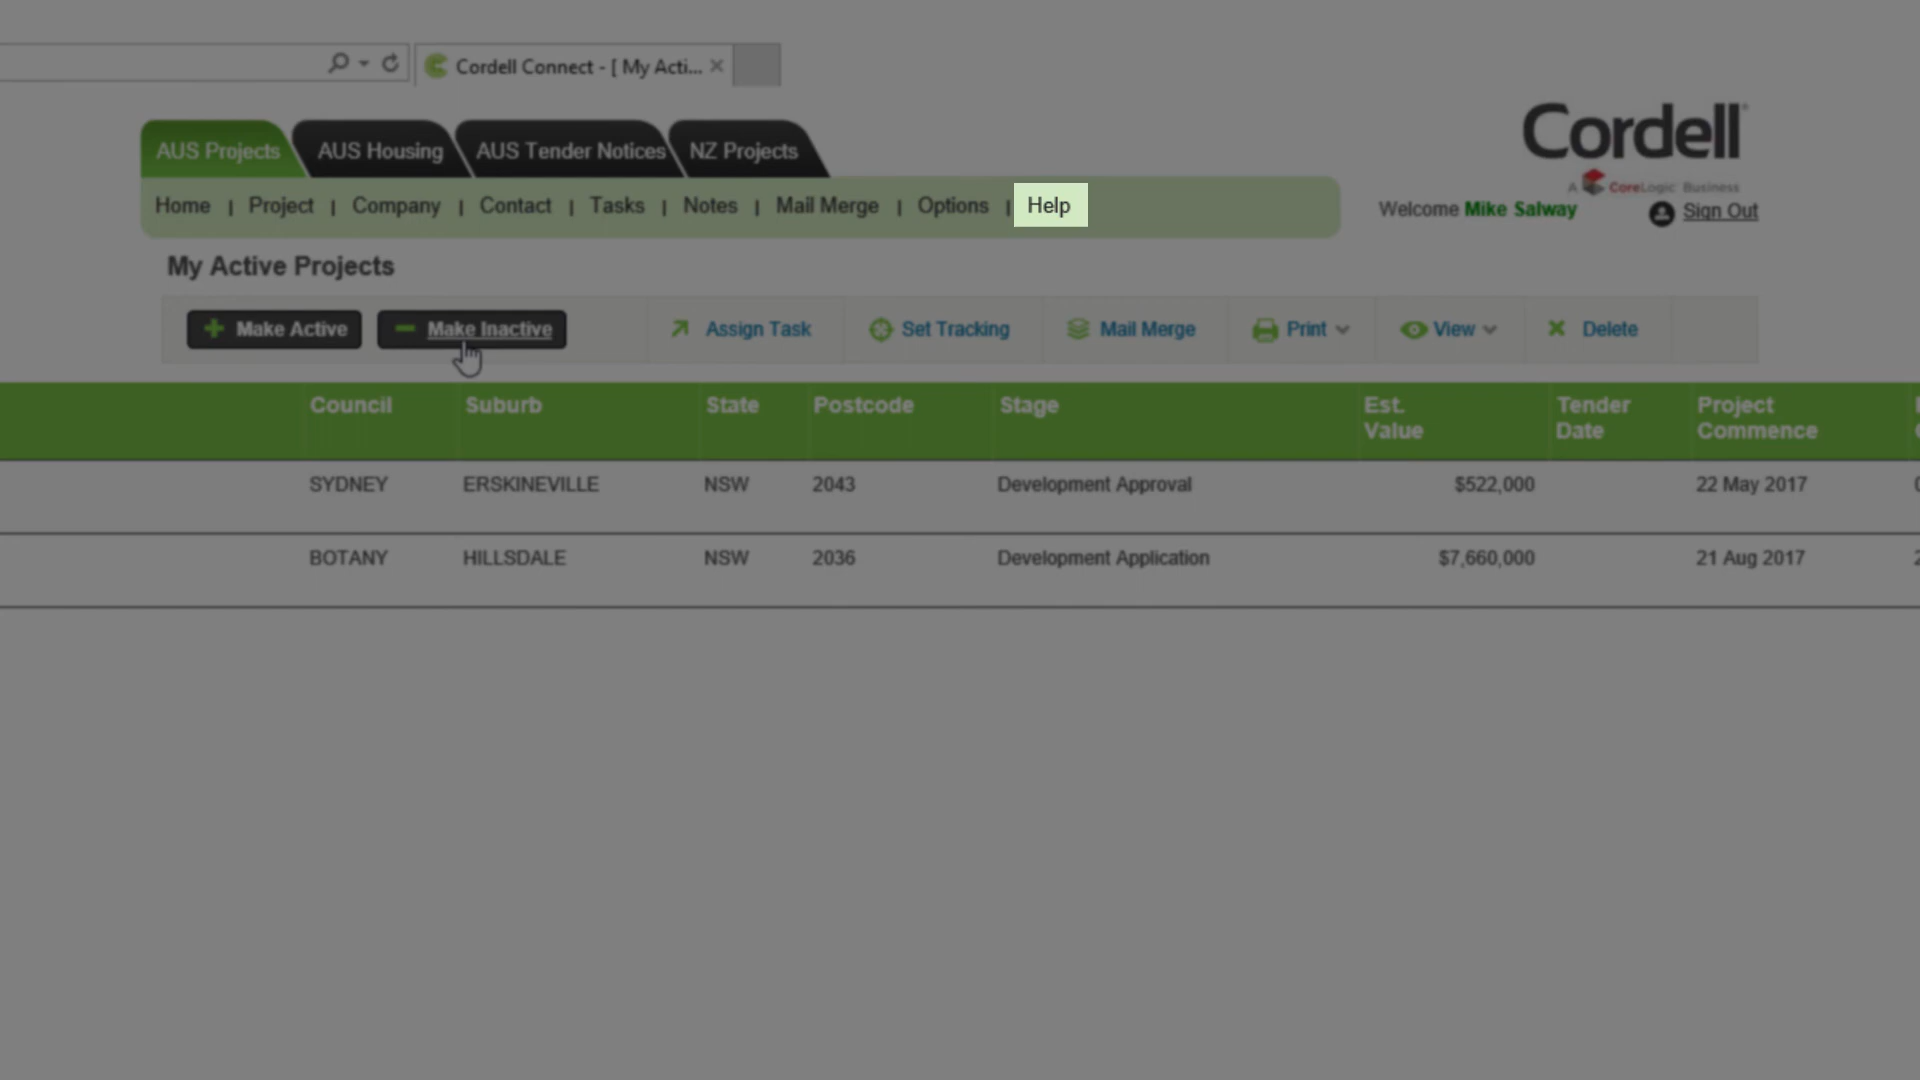 Cordell Connect - [ My Acti...
AUS Projects
AUS Housing
AUS Tender Notices
NZ Projects
Cordell
A CoreLogic Business
Home | Project | Company | Contact | Tasks | Notes | Mail Merge | Options | Help
Welcome Mike Salway
Sign Out
My Active Projects
Make Active
Make Inactive
Assign Task
Set Tracking
Mail Merge
Print
View
Delete
Council Suburb State Postcode Stage Est. Value Tender Date Project Commence
SYDNEY ERSKINEVILLE NSW 2043 Development Approval $522,000 22 May 2017
BOTANY HILLSDALE NSW 2036 Development Application $7,660,000 21 Aug 2017